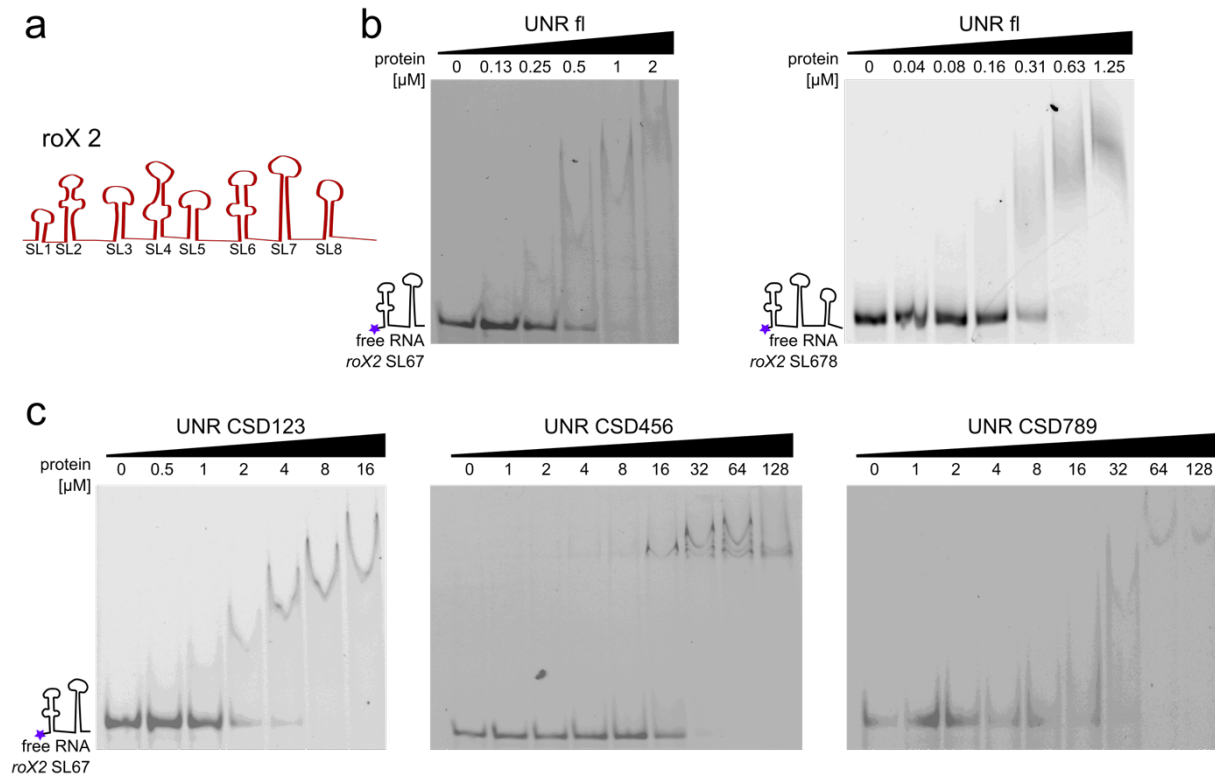 a
roX 2
SL1 SL2 SL3 SL4 SL5 SL6 SL7 SL8
b
UNR fl
protein
[µM]
0 0.13 0.25 0.5 1 2
free RNA
roX2 SL67
UNR fl
protein
[µM]
0 0.04 0.08 0.16 0.31 0.63 1.25
free RNA
roX2 SL678
c
UNR CSD123
protein
[µM]
0 0.5 1 2 4 8 16
free RNA
roX2 SL67
UNR CSD456
0 1 2 4 8 16 32 64 128
UNR CSD789
0 1 2 4 8 16 32 64 128